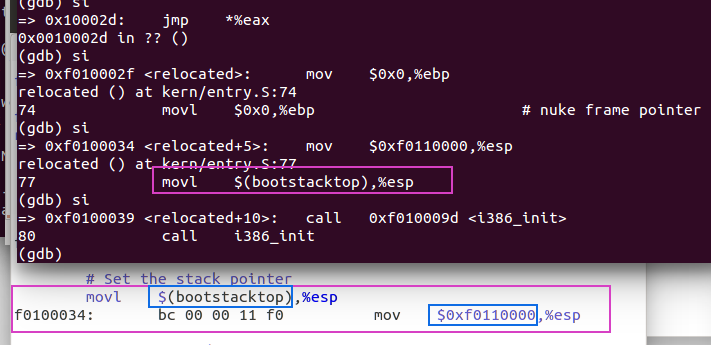 (gdb) si
=> 0x10002d: jmp *%eax
0x0010002d in ?? ()
(gdb) si
=> 0xf010002f <relocated>: mov $0x0,%ebp
relocated () at kern/entry.S:74
74 movl $0x0,%ebp # nuke frame pointer
(gdb) si
=> 0xf0100034 <relocated+5>: mov $0xf0110000,%esp
relocated () at kern/entry.S:77
77 movl $(bootstacktop),%esp
(gdb) si
=> 0xf0100039 <relocated+10>: call 0xf010009d <i386_init>
80 call i386_init
(gdb)
# Set the stack pointer
movl $(bootstacktop),%esp
f0100034: bc 00 00 11 f0 mov $0xf0110000,%esp